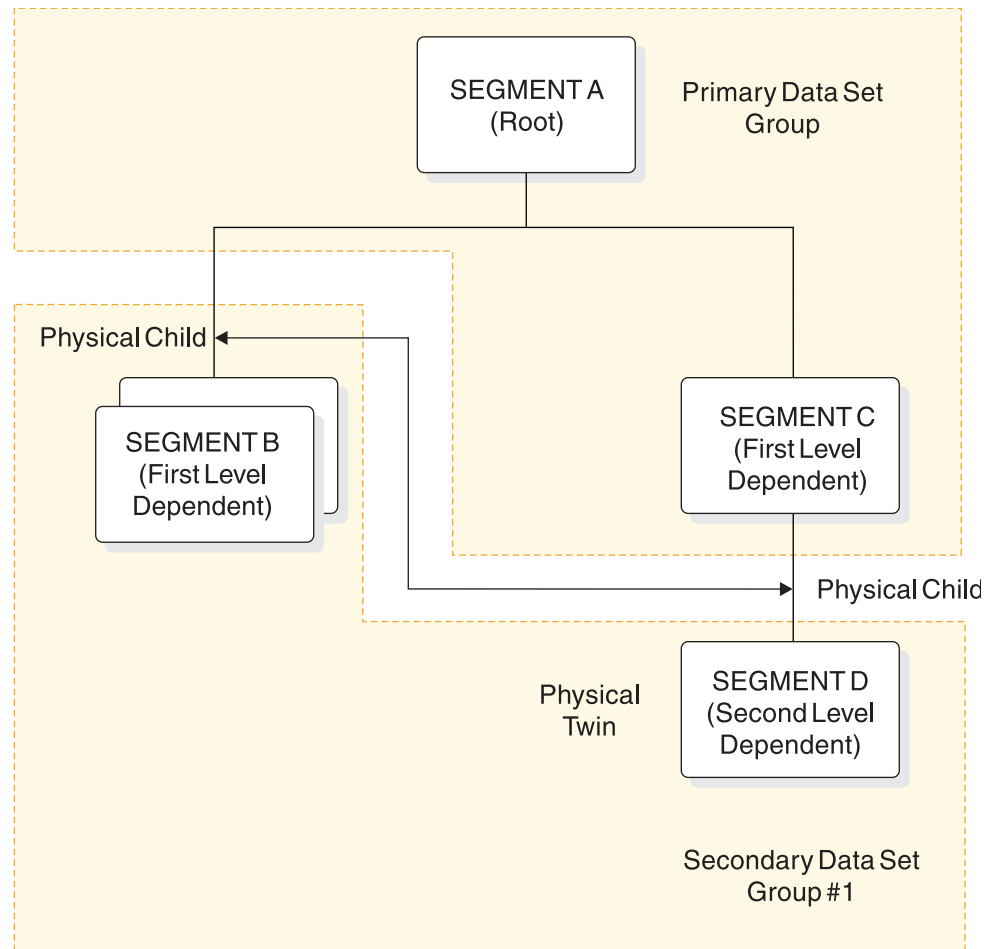 SEGMENT A
(Root)
Primary Data Set
Group
Physical Child
SEGMENT B
(First Level
Dependent)
SEGMENT C
(First Level
Dependent)
Physical Child
Physical
Twin
SEGMENT D
(Second Level
Dependent)
Secondary Data Set
Group #1